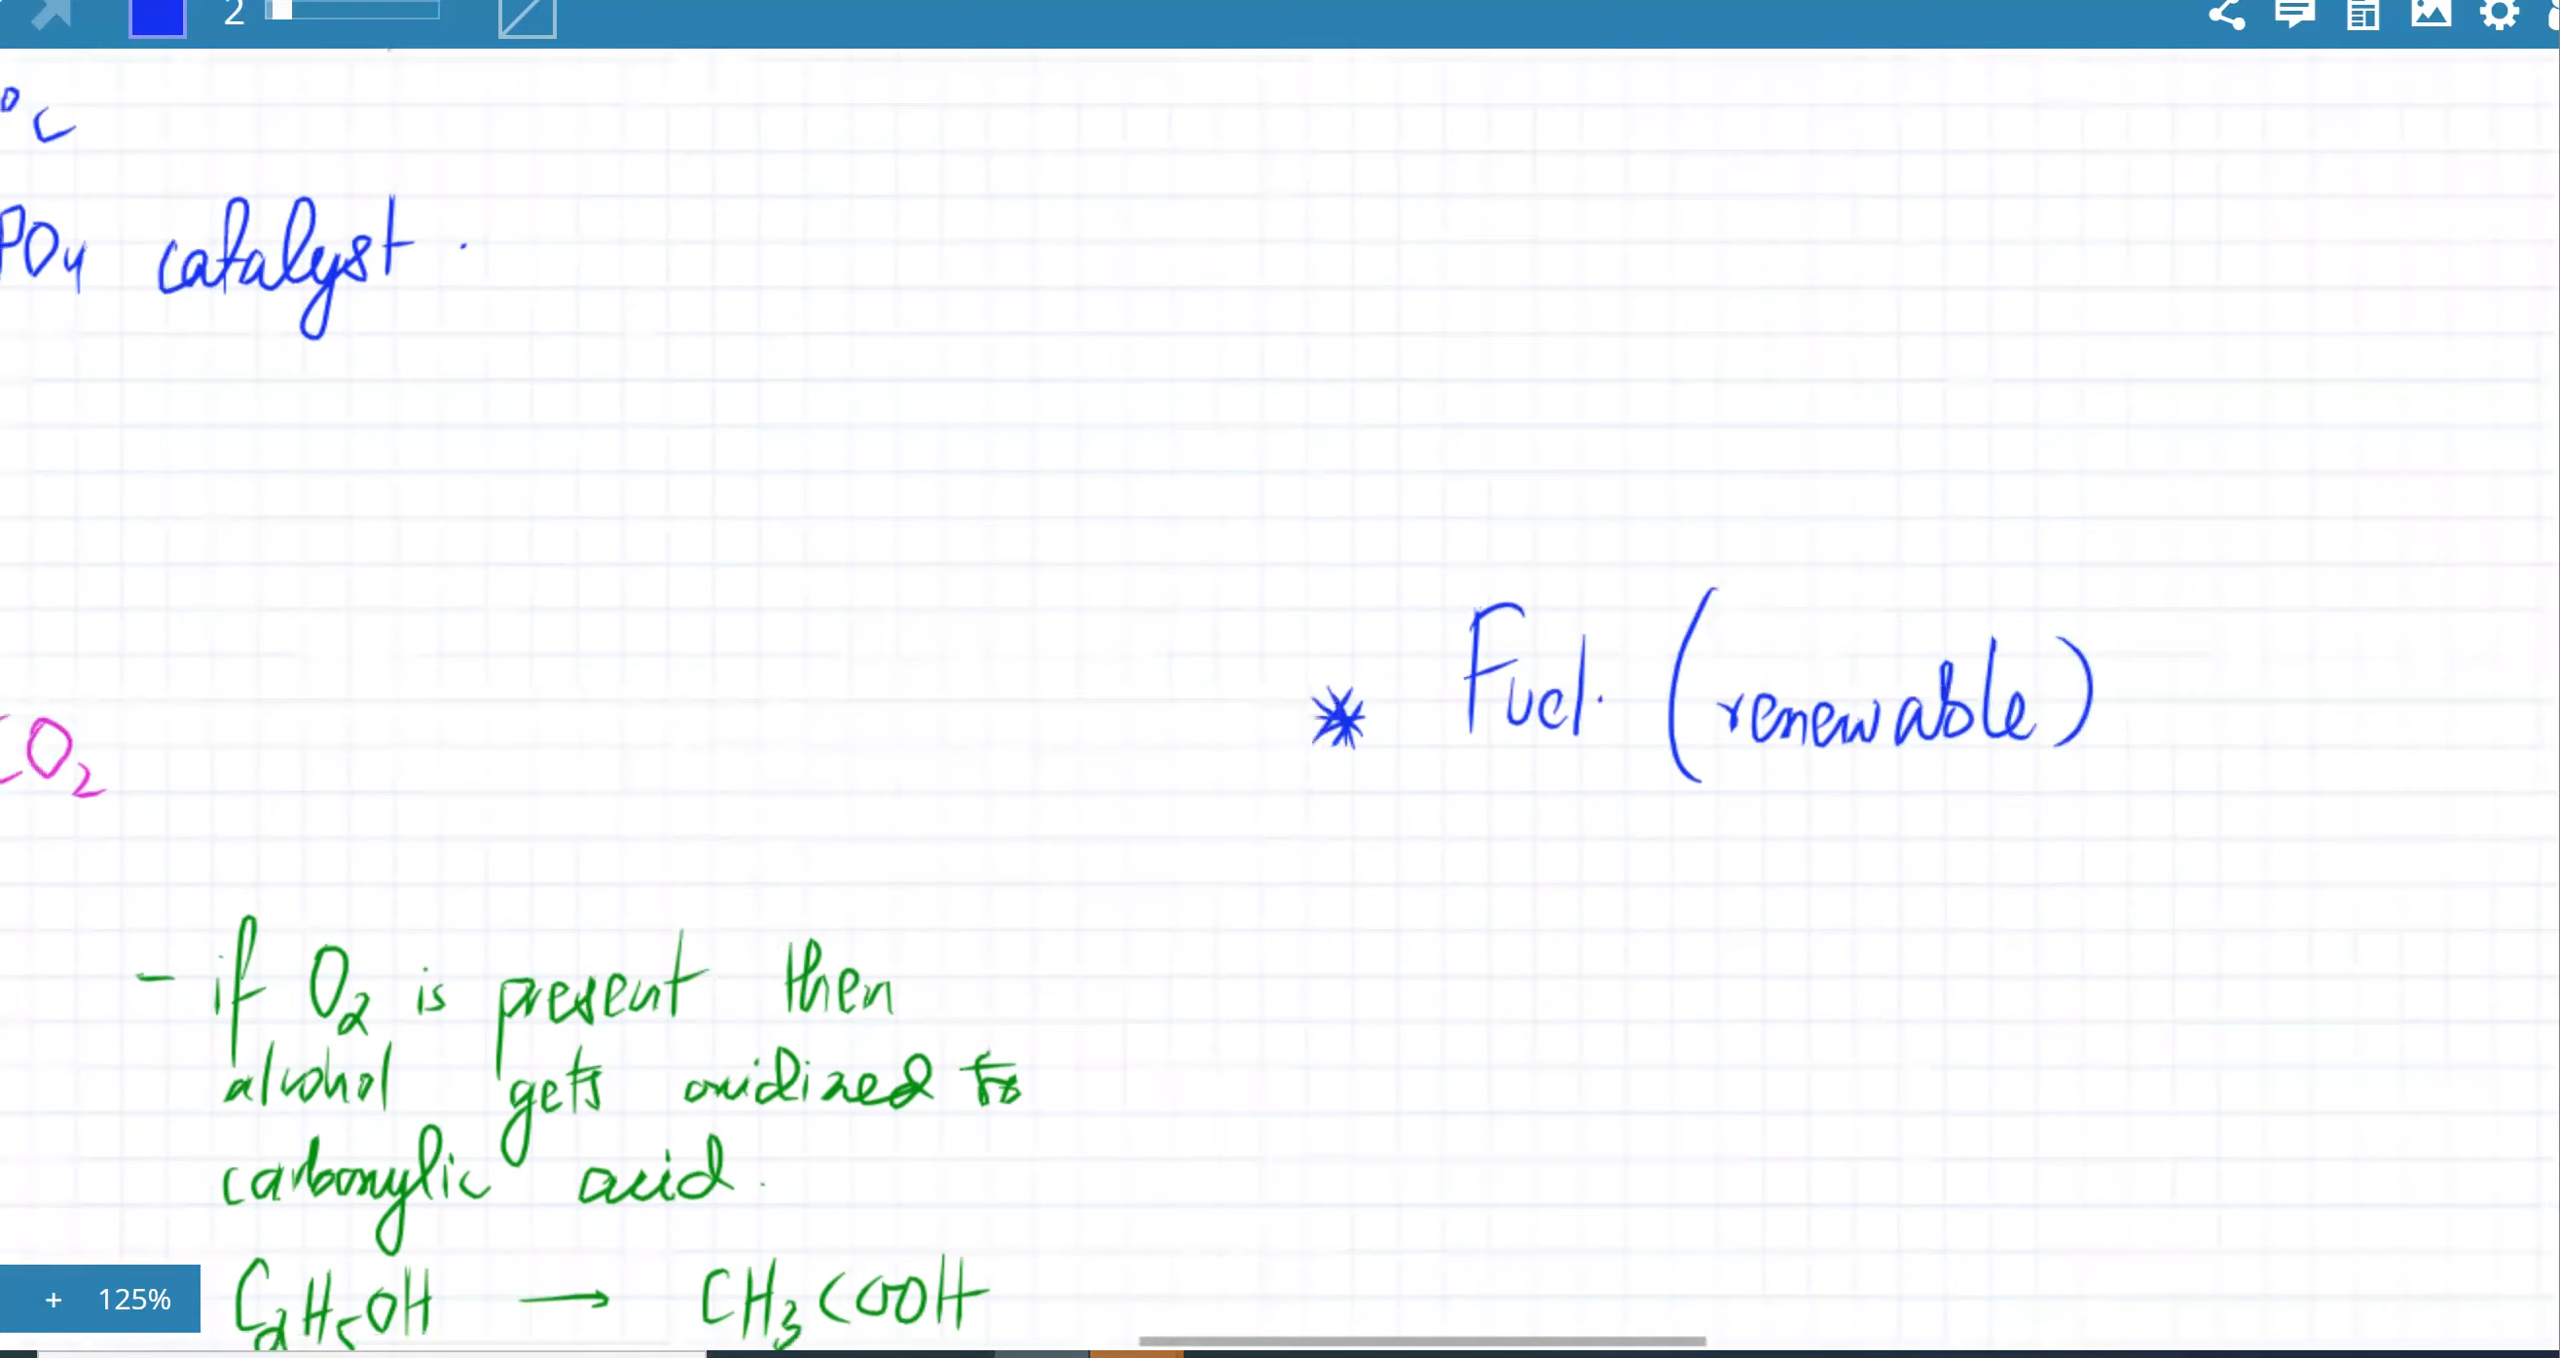 2
°C
PO4 catalyst.
* Fuel. (renewable)
CO2
- if O2 is present then
alcohol gets oxidized to
carboxylic acid.
+ 125%
C2H5OH → CH3COOH